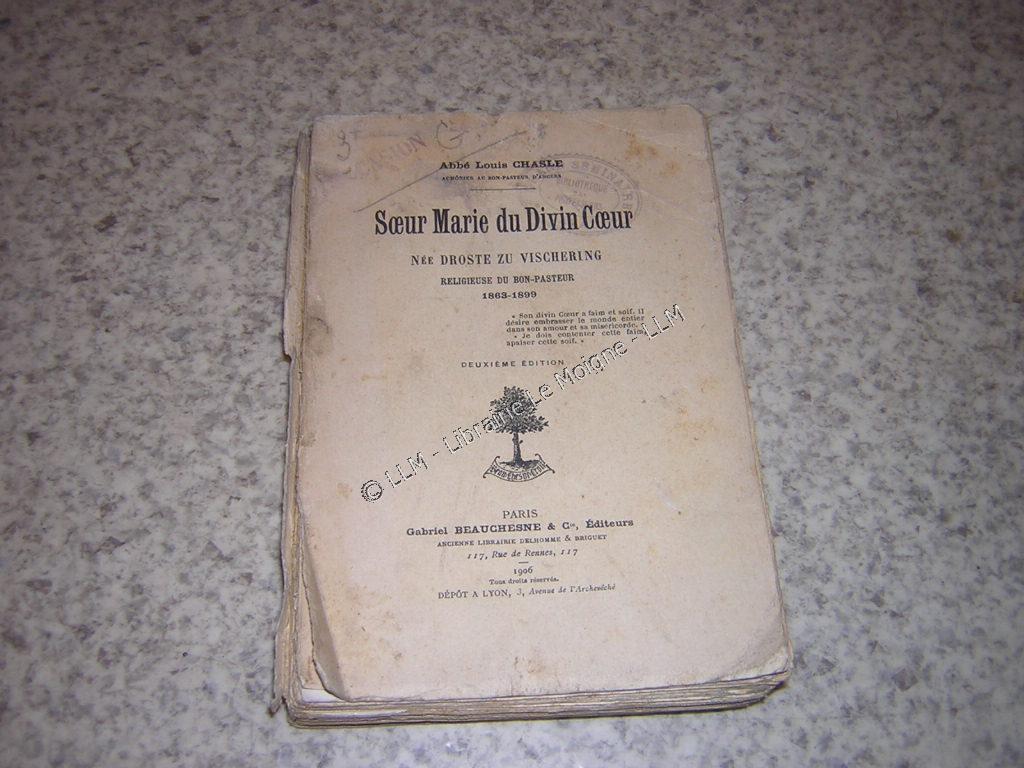 3
C
Abbé Louis CHASLE
AUMÔNIER AU BON-PASTEUR D'ANGERS
SEMINAIRE
BIBLIOTHEQUE
Sœur Marie du Divin Cœur
NÉE DROSTE ZU VISCHERING
RELIGIEUSE DU BON-PASTEUR
1863-1899
« Son divin Cœur a faim et soif. Il
désire embrasser le monde entier
dans son amour et sa miséricorde.
« Je dois contenter cette faim
apaiser cette soif. »
DEUXIÈME ÉDITION
© LLM - Librairie Le Moigne - LLM
PARIS
Gabriel BEAUCHESNE & Cie, Éditeurs
ANCIENNE LIBRAIRIE DELHOMME & BRIGUET
117, Rue de Rennes, 117
1906
Tous droits réservés.
DÉPÔT A LYON, 3, Avenue de l'Archevêché